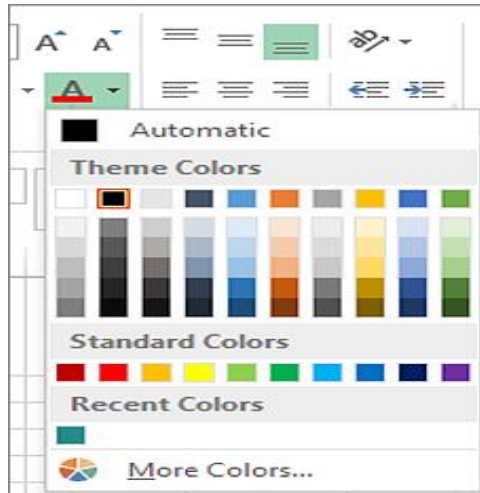 A A
A
Automatic
Theme Colors
Standard Colors
Recent Colors
More Colors...